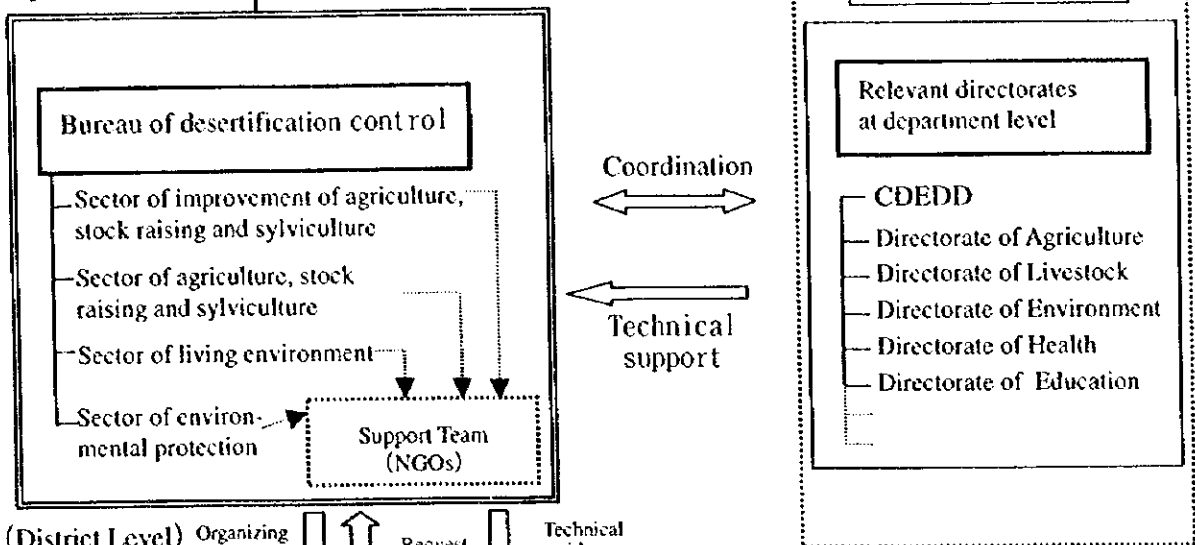 Bureau of desertification control
Sector of improvement of agriculture,
stock raising and sylviculture
Sector of agriculture, stock
raising and sylviculture
Sector of living environment
Sector of environ-
mental protection
Support Team
(NGOs)
Coordination
Technical
support
Relevant directorates
at department level
CDEDD
Directorate of Agriculture
Directorate of Livestock
Directorate of Environment
Directorate of Health
Directorate of Education
(District Level)
Organizing
Request
Technical